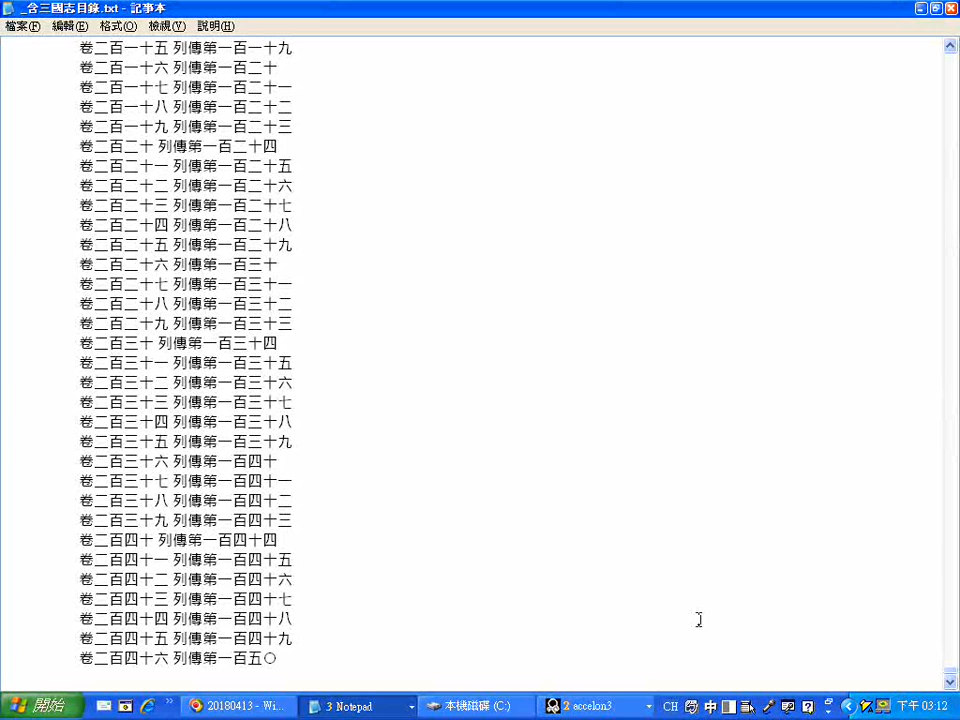 _含三國志目錄.txt - 記事本
檔案(F) 編輯(E) 格式(O) 檢視(V) 說明(H)
卷二百一十五 列傳第一百一十九
卷二百一十六 列傳第一百二十
卷二百一十七 列傳第一百二十一
卷二百一十八 列傳第一百二十二
卷二百一十九 列傳第一百二十三
卷二百二十 列傳第一百二十四
卷二百二十一 列傳第一百二十五
卷二百二十二 列傳第一百二十六
卷二百二十三 列傳第一百二十七
卷二百二十四 列傳第一百二十八
卷二百二十五 列傳第一百二十九
卷二百二十六 列傳第一百三十
卷二百二十七 列傳第一百三十一
卷二百二十八 列傳第一百三十二
卷二百二十九 列傳第一百三十三
卷二百三十 列傳第一百三十四
卷二百三十一 列傳第一百三十五
卷二百三十二 列傳第一百三十六
卷二百三十三 列傳第一百三十七
卷二百三十四 列傳第一百三十八
卷二百三十五 列傳第一百三十九
卷二百三十六 列傳第一百四十
卷二百三十七 列傳第一百四十一
卷二百三十八 列傳第一百四十二
卷二百三十九 列傳第一百四十三
卷二百四十 列傳第一百四十四
卷二百四十一 列傳第一百四十五
卷二百四十二 列傳第一百四十六
卷二百四十三 列傳第一百四十七
卷二百四十四 列傳第一百四十八
卷二百四十五 列傳第一百四十九
卷二百四十六 列傳第一百五○
開始 20180413 - Wi... 3 Notepad 本機磁碟 (C:) 2 accelon3 CH 中 下午 03:12